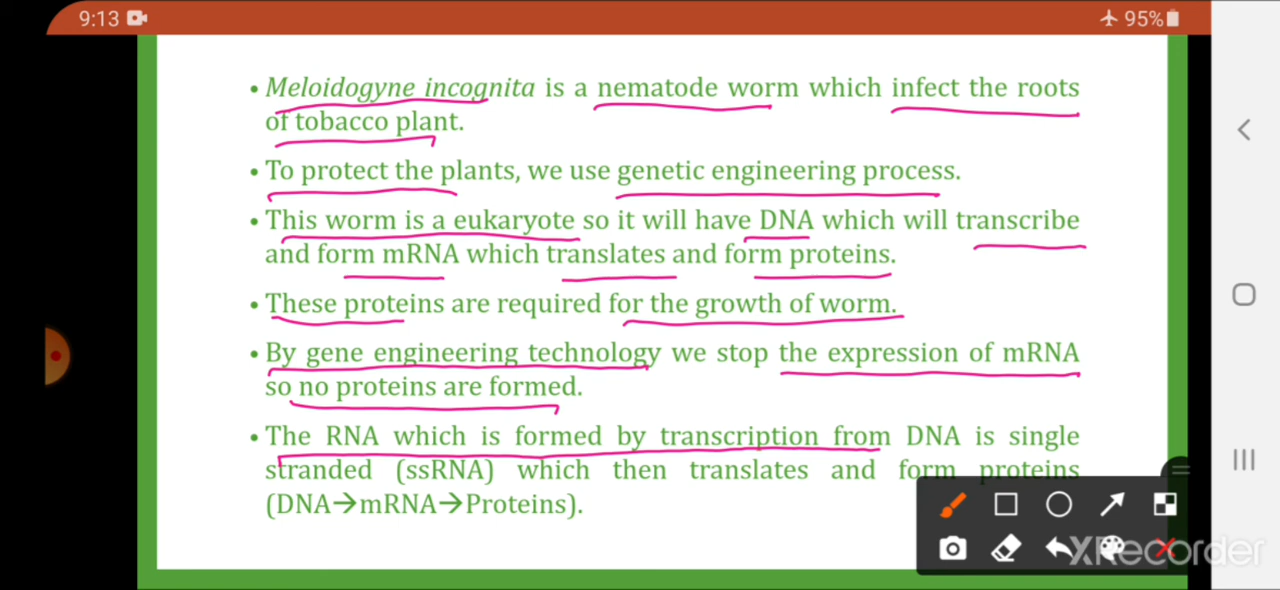 9:13
95%
• Meloidogyne incognita is a nematode worm which infect the roots
of tobacco plant.
• To protect the plants, we use genetic engineering process.
• This worm is a eukaryote so it will have DNA which will transcribe
and form mRNA which translates and form proteins.
• These proteins are required for the growth of worm.
• By gene engineering technology we stop the expression of mRNA
so no proteins are formed.
• The RNA which is formed by transcription from DNA is single
stranded (ssRNA) which then translates and form proteins
(DNA→mRNA→Proteins).
XRecorder